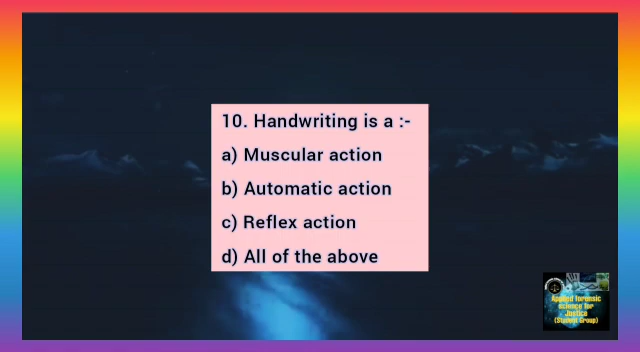 10. Handwriting is a :-
a) Muscular action
b) Automatic action
c) Reflex action
d) All of the above
Applied forensic
science for
Justice
(Student Group)